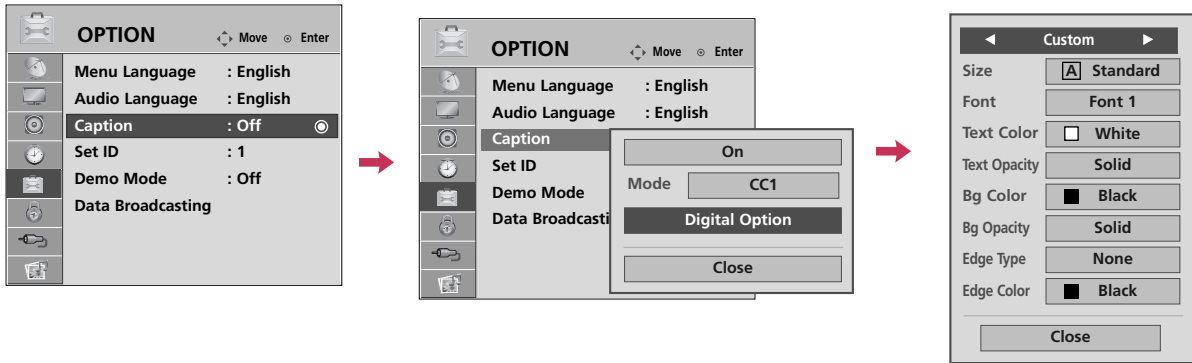 OPTION Move Enter
Menu Language : English
Audio Language : English
Caption : Off
Set ID : 1
Demo Mode : Off
Data Broadcasting
OPTION Move Enter
Menu Language : English
Audio Language : English
Caption
Set ID
Demo Mode
Data Broadcasti
On
Mode CC1
Digital Option
Close
Custom
Size A Standard
Font Font 1
Text Color White
Text Opacity Solid
Bg Color Black
Bg Opacity Solid
Edge Type None
Edge Color Black
Close